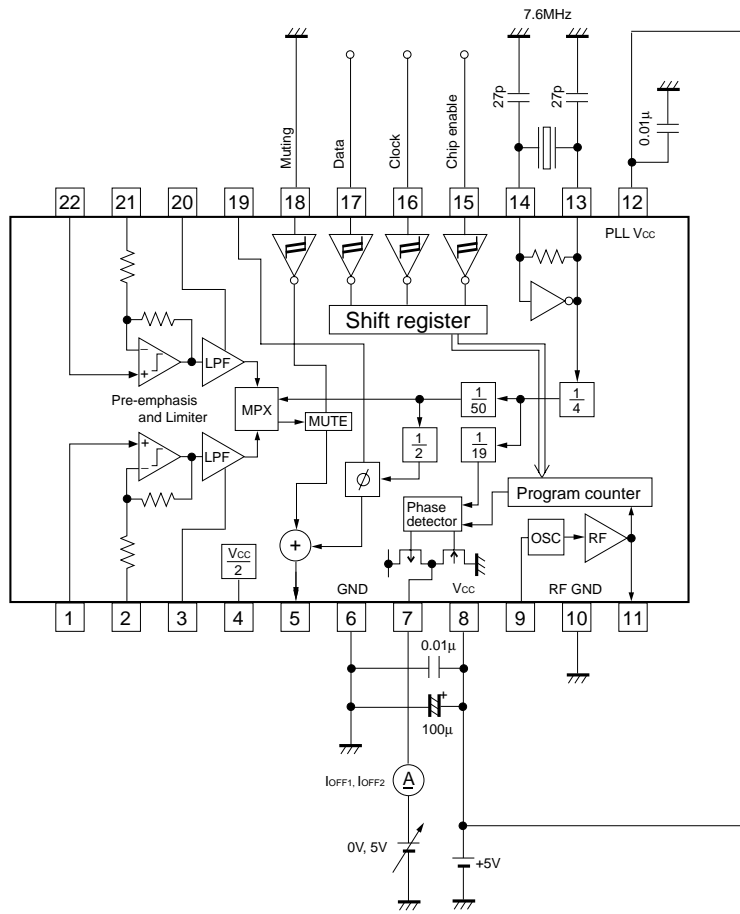 7.6MHz
27p
27p
0.01μ
Muting
Data
Clock
Chip enable
22
21
20
19
18
17
16
15
14
13
12
PLL Vcc
Shift register
LPF
Pre-emphasis
and Limiter
MPX
MUTE
1/50
1/4
1/2
1/19
LPF
ϕ
Phase
detector
Program counter
OSC
RF
Vcc/2
GND
Vcc
RF GND
1
2
3
4
5
6
7
8
9
10
11
0.01μ
100μ
IOFF1, IOFF2
A
0V, 5V
+5V